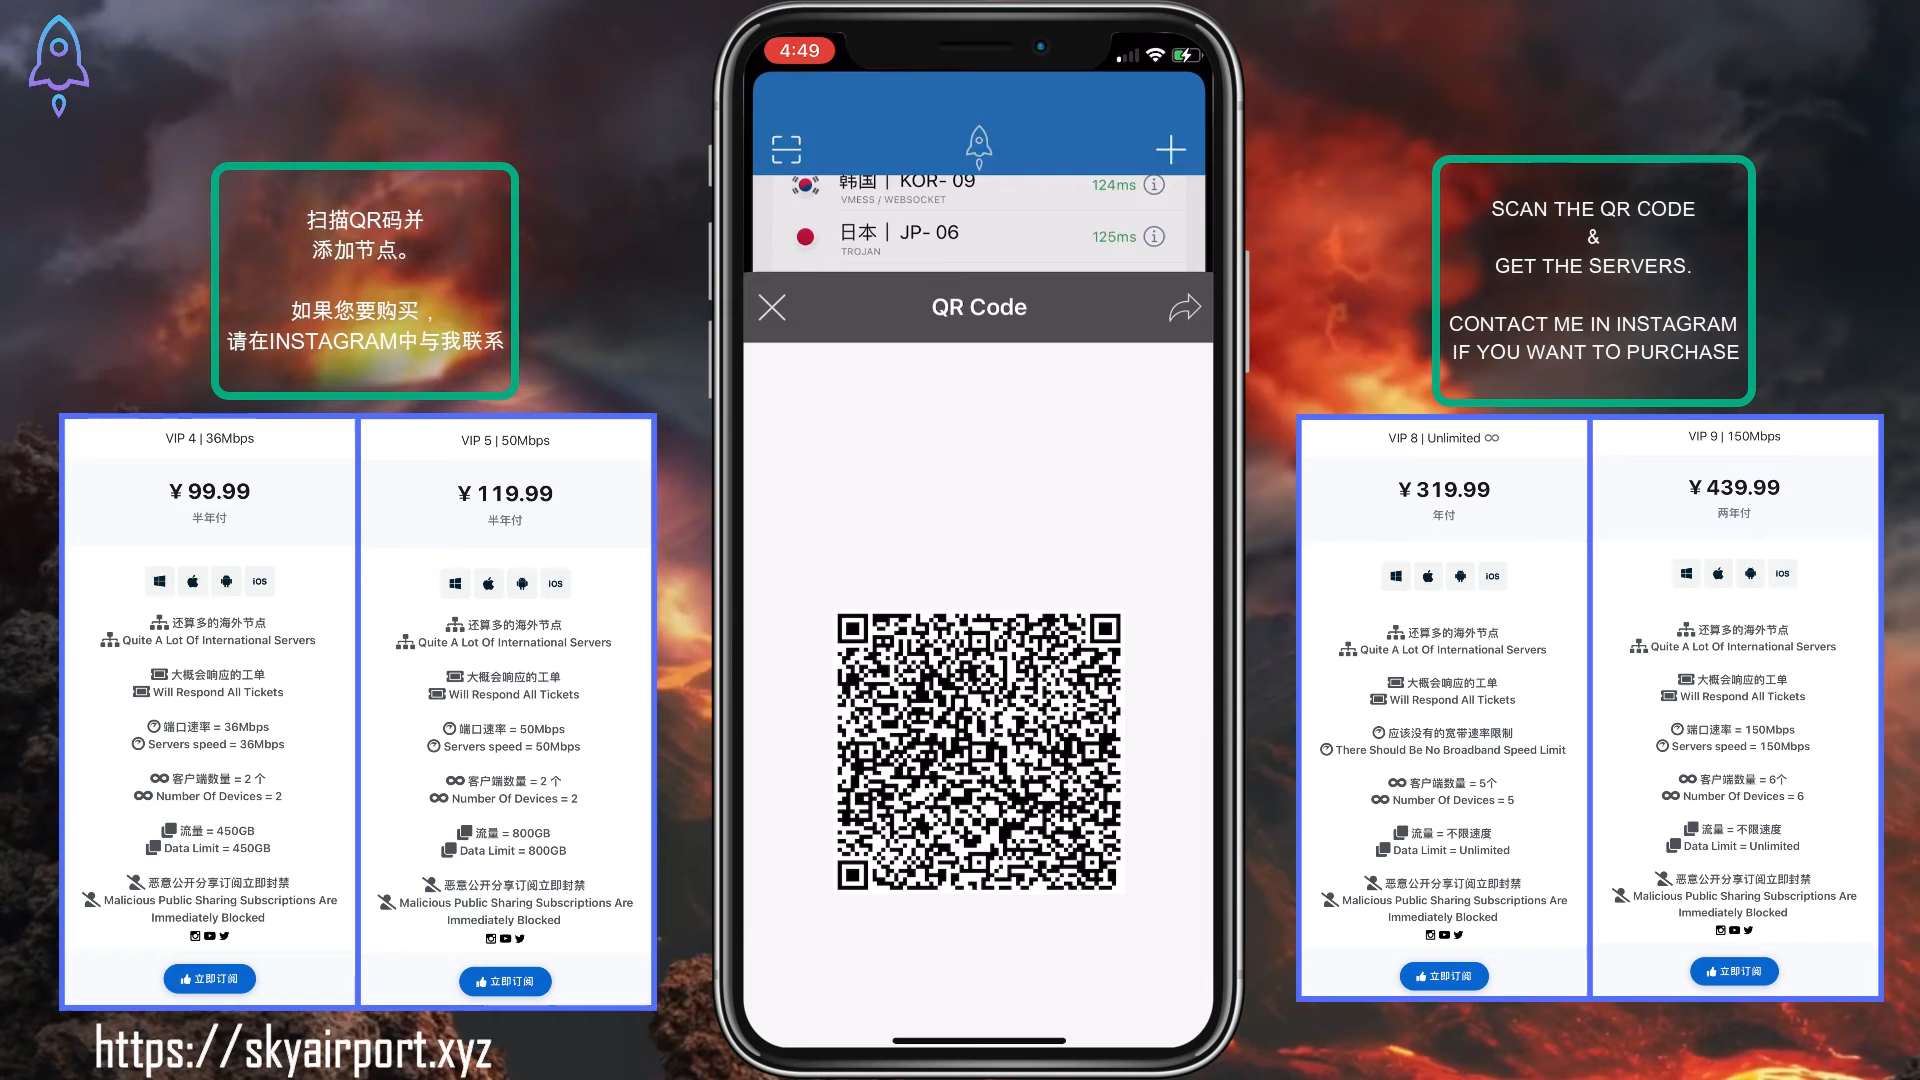 扫描QR码并
添加节点。
如果您要购买，
请在INSTAGRAM中与我联系
VIP 4 | 36Mbps
¥ 99.99
半年付
iOS
还算多的海外节点
Quite A Lot Of International Servers
大概会响应的工单
Will Respond All Tickets
端口速率 = 36Mbps
Servers speed = 36Mbps
客户端数量 = 2 个
Number Of Devices = 2
流量 = 450GB
Data Limit = 450GB
恶意公开分享订阅立即封禁
Malicious Public Sharing Subscriptions Are
Immediately Blocked
立即订阅
VIP 5 | 50Mbps
¥ 119.99
半年付
iOS
还算多的海外节点
Quite A Lot Of International Servers
大概会响应的工单
Will Respond All Tickets
端口速率 = 50Mbps
Servers speed = 50Mbps
客户端数量 = 2 个
Number Of Devices = 2
流量 = 800GB
Data Limit = 800GB
恶意公开分享订阅立即封禁
Malicious Public Sharing Subscriptions Are
Immediately Blocked
立即订阅
https://skyairport.xyz
4:49
韩国 | KOR- 09
124ms
VMESS / WEBSOCKET
日本 | JP- 06
125ms
TROJAN
QR Code
SCAN THE QR CODE
&
GET THE SERVERS.
CONTACT ME IN INSTAGRAM
IF YOU WANT TO PURCHASE
VIP 8 | Unlimited ∞
¥ 319.99
年付
iOS
还算多的海外节点
Quite A Lot Of International Servers
大概会响应的工单
Will Respond All Tickets
应该没有的宽带速率限制
There Should Be No Broadband Speed Limit
客户端数量 = 5个
Number Of Devices = 5
流量 = 不限速度
Data Limit = Unlimited
恶意公开分享订阅立即封禁
Malicious Public Sharing Subscriptions Are
Immediately Blocked
立即订阅
VIP 9 | 150Mbps
¥ 439.99
两年付
iOS
还算多的海外节点
Quite A Lot Of International Servers
大概会响应的工单
Will Respond All Tickets
端口速率 = 150Mbps
Servers speed = 150Mbps
客户端数量 = 6个
Number Of Devices = 6
流量 = 不限速度
Data Limit = Unlimited
恶意公开分享订阅立即封禁
Malicious Public Sharing Subscriptions Are
Immediately Blocked
立即订阅